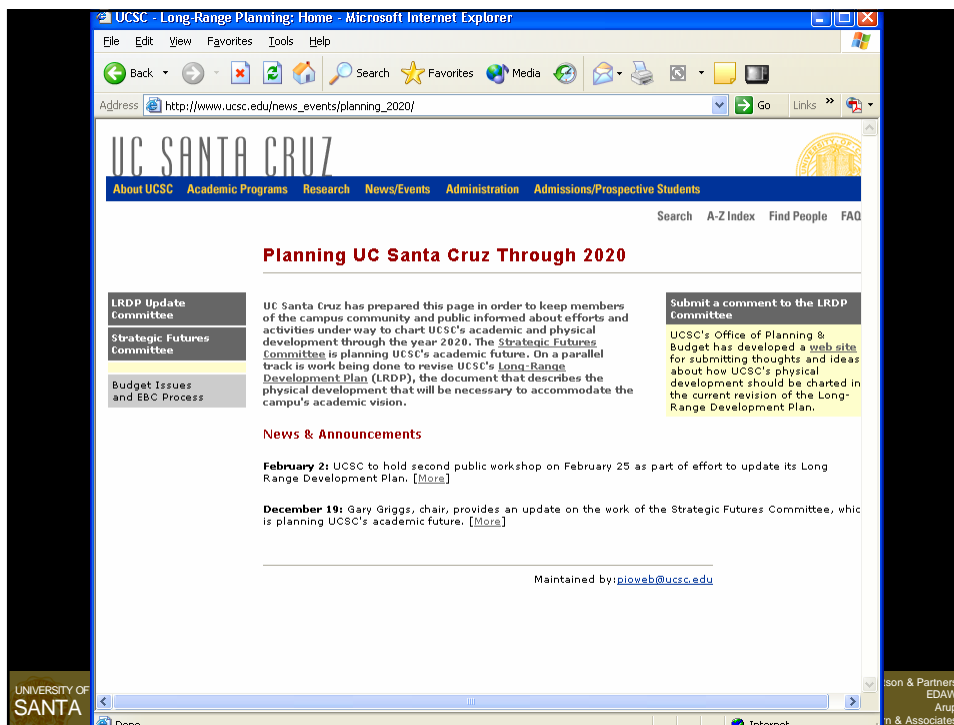 UCSC - Long-Range Planning: Home - Microsoft Internet Explorer
File Edit View Favorites Tools Help
Back Search Favorites Media
Address http://www.ucsc.edu/news_events/planning_2020/ Go Links »
UC SANTA CRUZ
About UCSC Academic Programs Research News/Events Administration Admissions/Prospective Students
Search A-Z Index Find People FAQ
Planning UC Santa Cruz Through 2020
LRDP Update
Committee
Strategic Futures
Committee
Budget Issues
and EBC Process
UC Santa Cruz has prepared this page in order to keep members
of the campus community and public informed about efforts and
activities under way to chart UCSC's academic and physical
development through the year 2020. The Strategic Futures
Committee is planning UCSC's academic future. On a parallel
track is work being done to revise UCSC's Long-Range
Development Plan (LRDP), the document that describes the
physical development that will be necessary to accommodate the
campu's academic vision.
Submit a comment to the LRDP
Committee
UCSC's Office of Planning &
Budget has developed a web site
for submitting thoughts and ideas
about how UCSC's physical
development should be charted in
the current revision of the Long-
Range Development Plan.
News & Announcements
February 2: UCSC to hold second public workshop on February 25 as part of effort to update its Long
Range Development Plan. [More]
December 19: Gary Griggs, chair, provides an update on the work of the Strategic Futures Committee, whic
is planning UCSC's academic future. [More]
Maintained by:pioweb@ucsc.edu
UNIVERSITY OF
SANTA
son & Partners
EDAW
Arup
rn & Associates
Done Internet